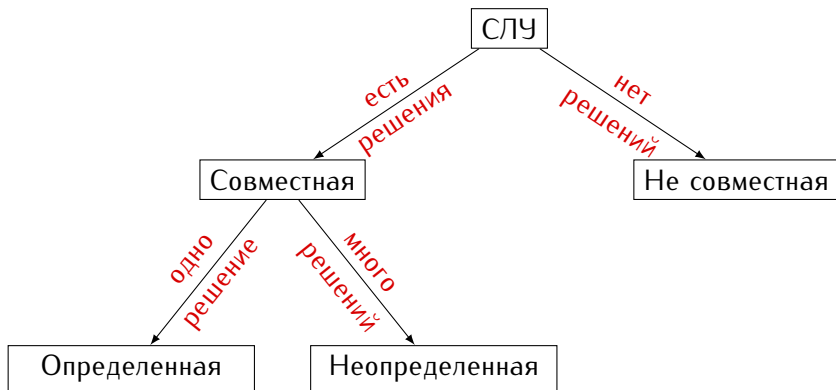 СЛУ
есть
решения
нет
решений
Совместная
Не совместная
одно
решение
много
решений
Определенная
Неопределенная